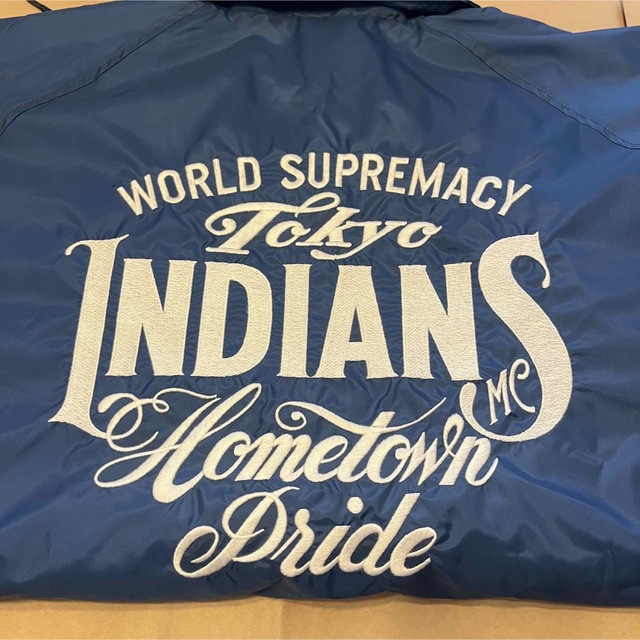 WORLD SUPREMACY
Tokyo
INDIANS
MC
Hometown
Pride